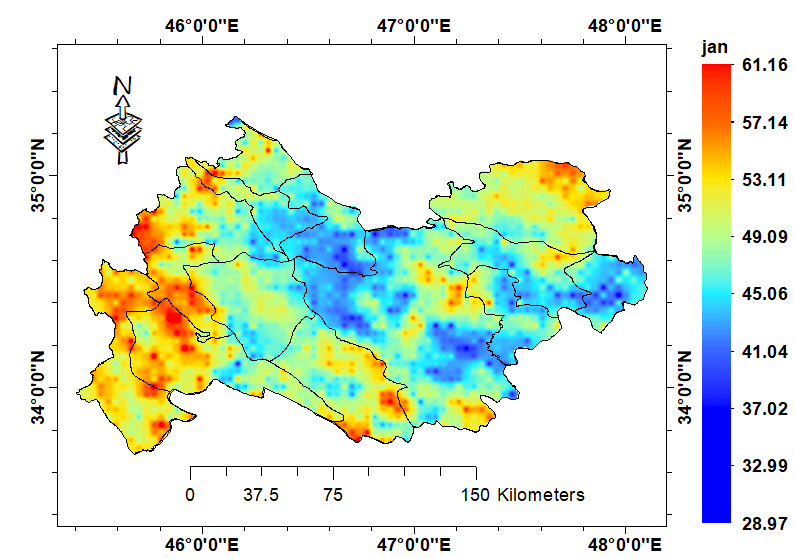 46°0'0"E 47°0'0"E 48°0'0"E
jan
61.16
57.14
53.11
49.09
45.06
41.04
37.02
32.99
28.97
N
35°0'0"N 35°0'0"N
34°0'0"N 34°0'0"N
0 37.5 75 150 Kilometers
46°0'0"E 47°0'0"E 48°0'0"E